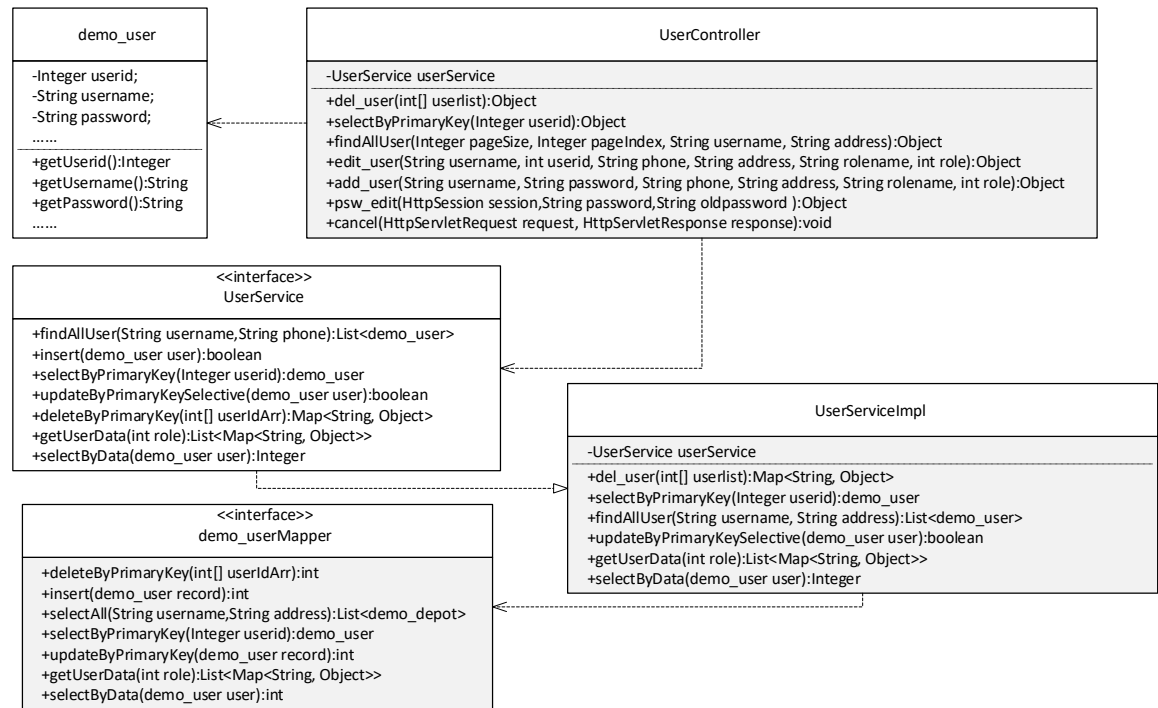 demo_user
-Integer userid;
-String username;
-String password;
......
+getUserid():Integer
+getUsername():String
+getPassword():String
......
UserController
-UserService userService
+del_user(int[] userlist):Object
+selectByPrimaryKey(Integer userid):Object
+findAllUser(Integer pageSize, Integer pageIndex, String username, String address):Object
+edit_user(String username, int userid, String phone, String address, String rolename, int role):Object
+add_user(String username, String password, String phone, String address, String rolename, int role):Object
+psw_edit(HttpSession session,String password,String oldpassword ):Object
+cancel(HttpServletRequest request, HttpServletResponse response):void
<<interface>>
UserService
+findAllUser(String username,String phone):List<demo_user>
+insert(demo_user user):boolean
+selectByPrimaryKey(Integer userid):demo_user
+updateByPrimaryKeySelective(demo_user user):boolean
+deleteByPrimaryKey(int[] userIdArr):Map<String, Object>
+getUserData(int role):List<Map<String, Object>>
+selectByData(demo_user user):Integer
UserServiceImpl
-UserService userService
+del_user(int[] userlist):Map<String, Object>
+selectByPrimaryKey(Integer userid):demo_user
+findAllUser(String username, String address):List<demo_user>
+updateByPrimaryKeySelective(demo_user user):boolean
+getUserData(int role):List<Map<String, Object>>
+selectByData(demo_user user):Integer
<<interface>>
demo_userMapper
+deleteByPrimaryKey(int[] userIdArr):int
+insert(demo_user record):int
+selectAll(String username,String address):List<demo_depot>
+selectByPrimaryKey(Integer userid):demo_user
+updateByPrimaryKey(demo_user record):int
+getUserData(int role):List<Map<String, Object>>
+selectByData(demo_user user):int